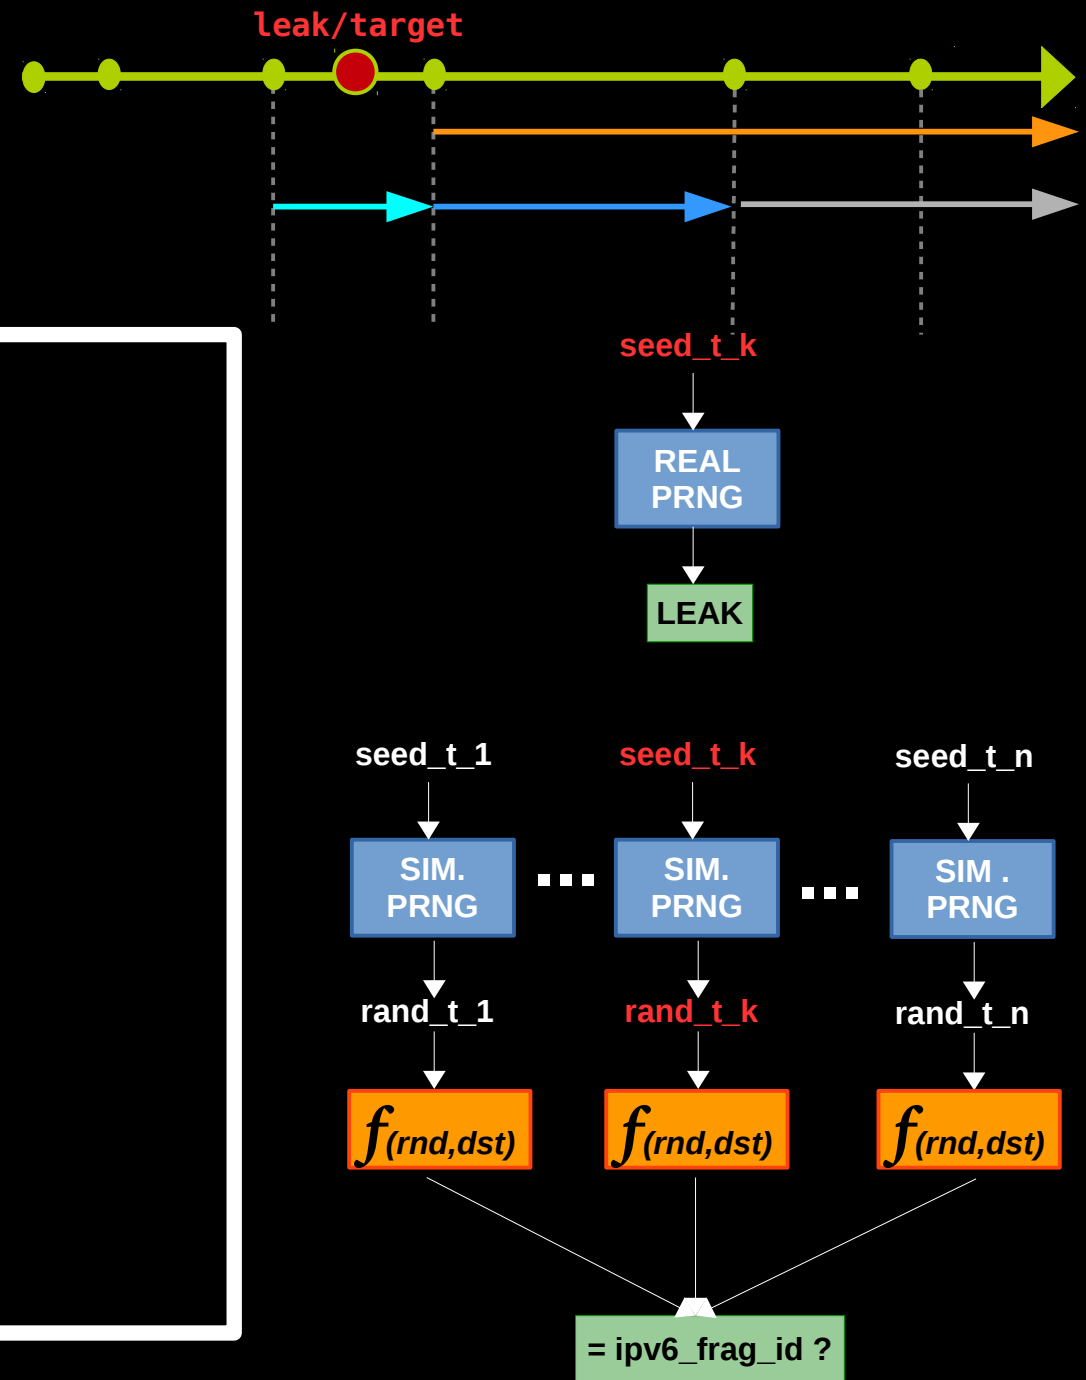 leak/target
seed_t_k
REAL
PRNG
LEAK
seed_t_1
seed_t_k
seed_t_n
SIM.
PRNG
SIM.
PRNG
SIM .
PRNG
rand_t_1
rand_t_k
rand_t_n
f(rnd,dst)
f(rnd,dst)
f(rnd,dst)
= ipv6_frag_id ?